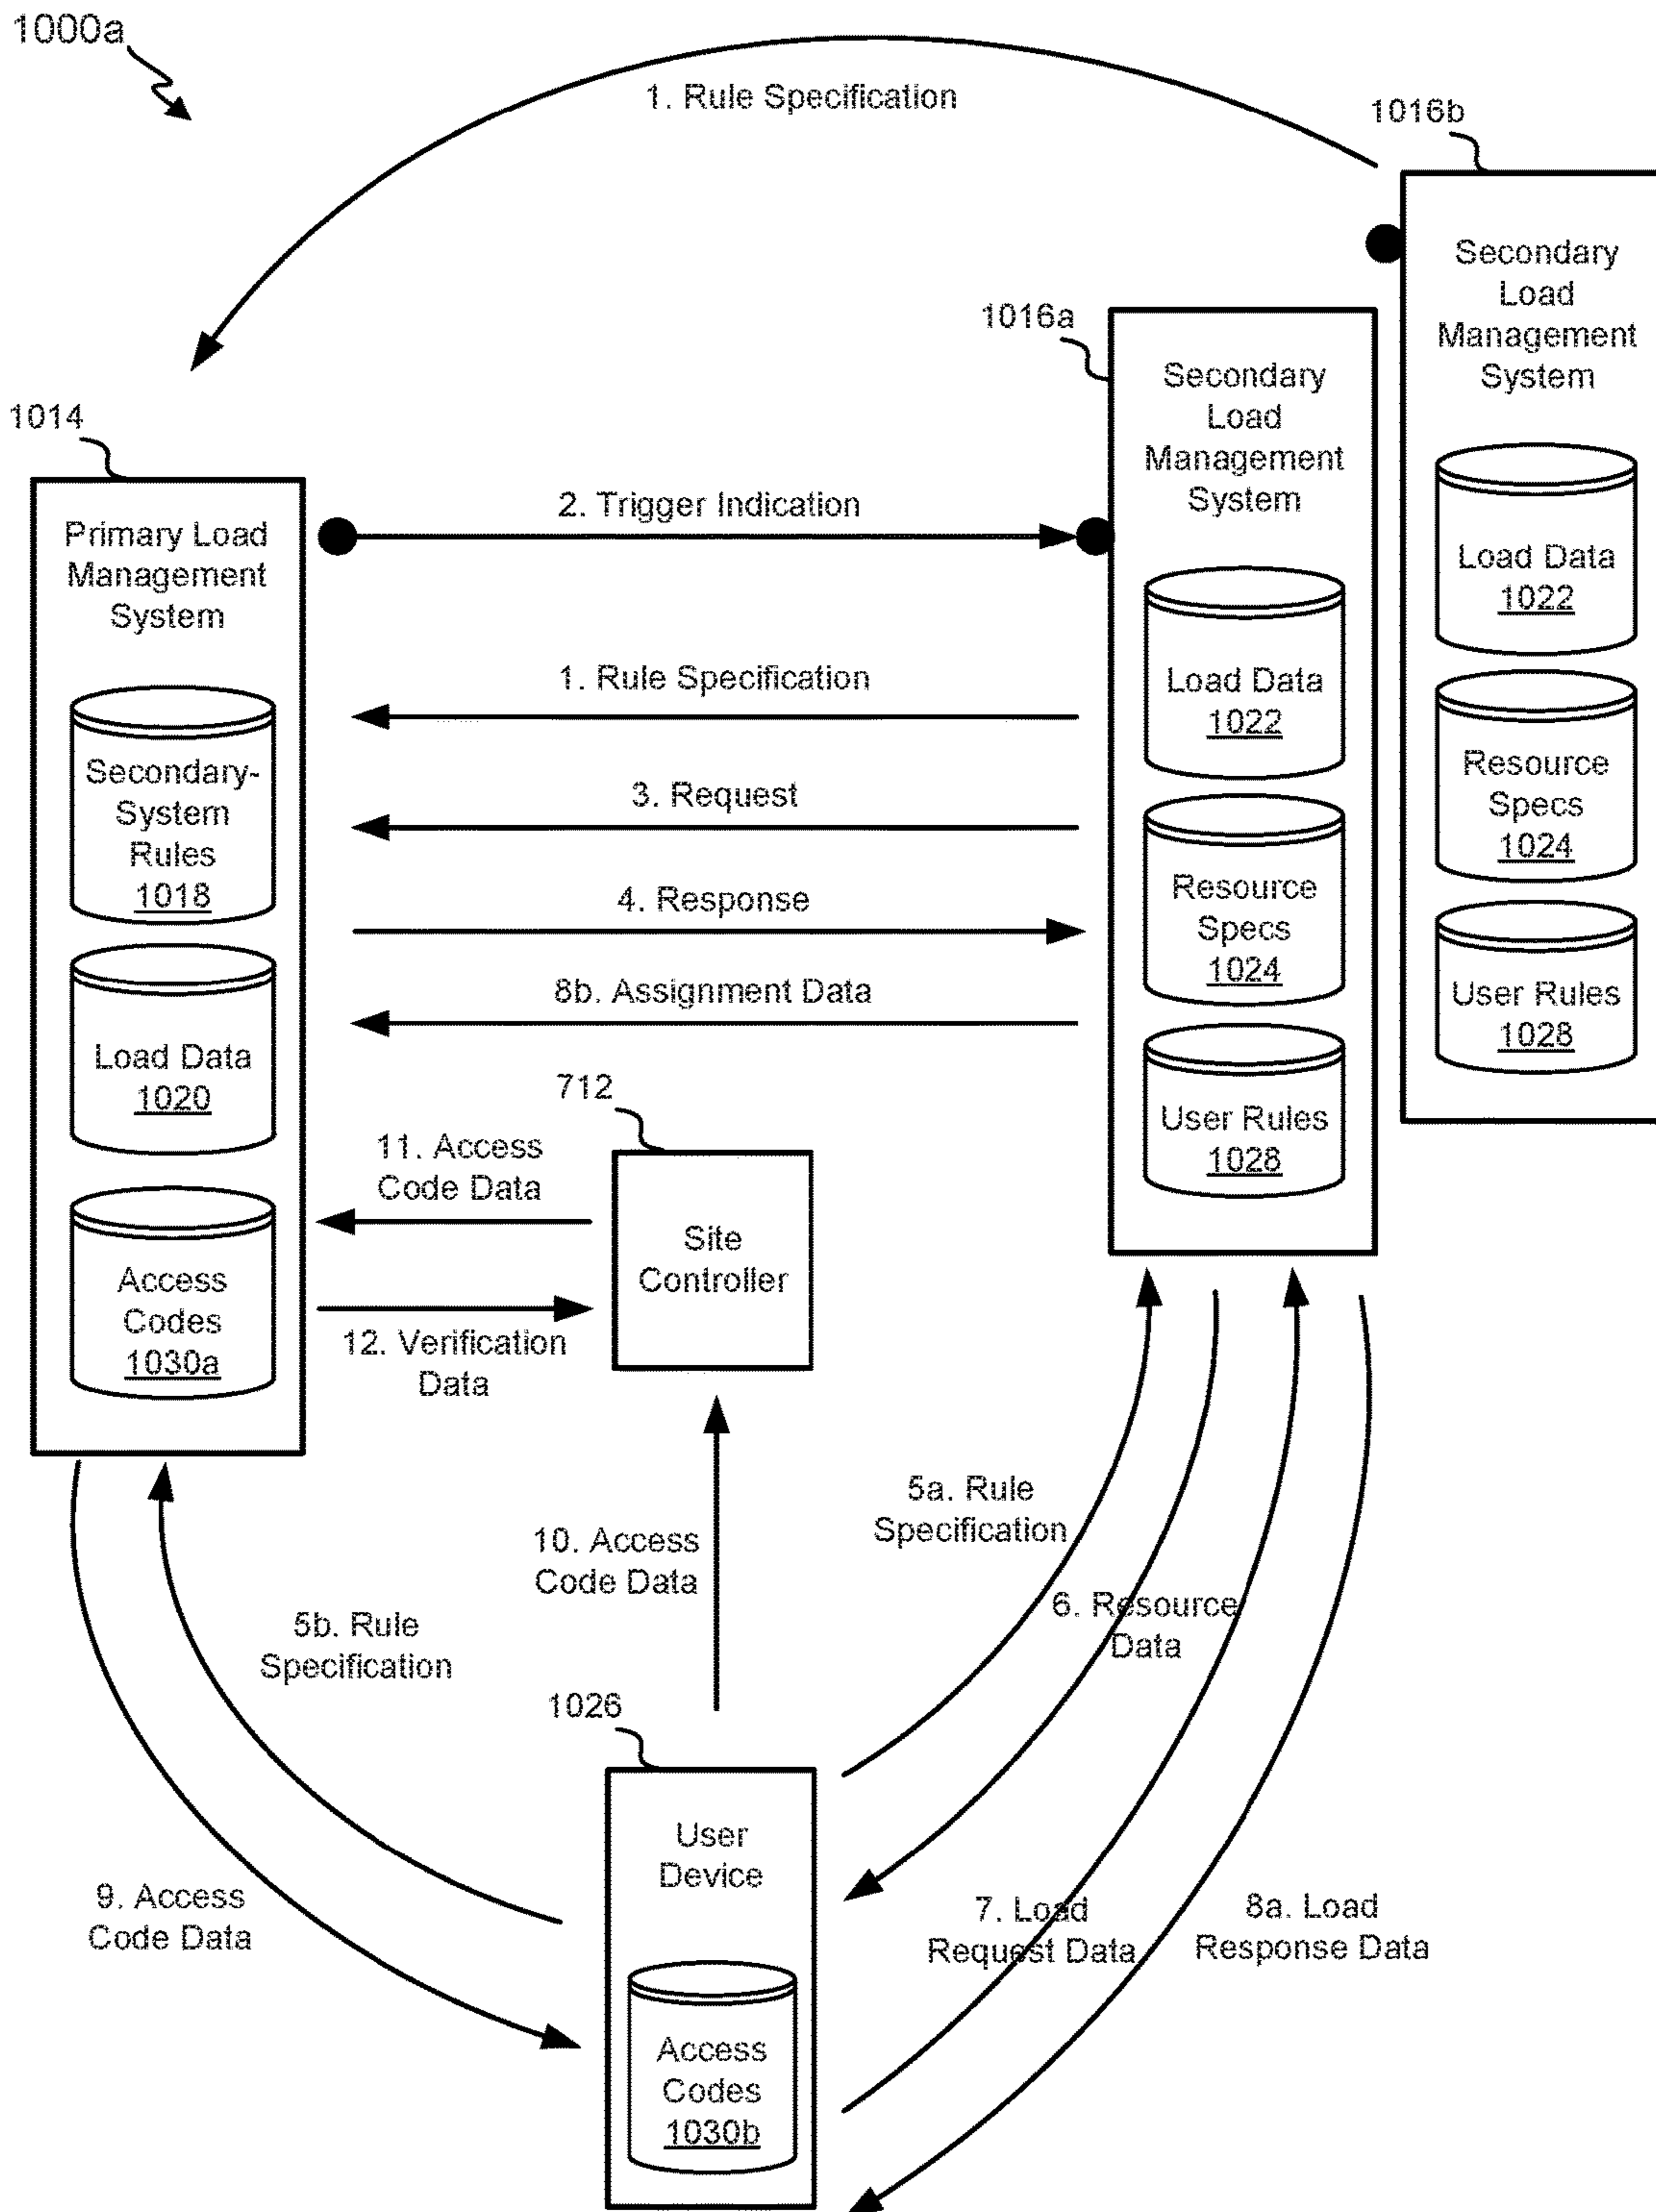 1000a
1. Rule Specification
1016b
Secondary
Load
Management
System
Load Data
1022
Resource
Specs
1024
User Rules
1028
1016a
Secondary
Load
Management
System
Load Data
1022
Resource
Specs
1024
User Rules
1028
1014
Primary Load
Management
System
Secondary-
System
Rules
1018
Load Data
1020
Access
Codes
1030a
2. Trigger Indication
1. Rule Specification
3. Request
4. Response
8b. Assignment Data
712
11. Access
Code Data
Site
Controller
12. Verification
Data
10. Access
Code Data
5a. Rule
Specification
6. Resource
Data
5b. Rule
Specification
1026
User
Device
Access
Codes
1030b
9. Access
Code Data
7. Load
Request Data
8a. Load
Response Data